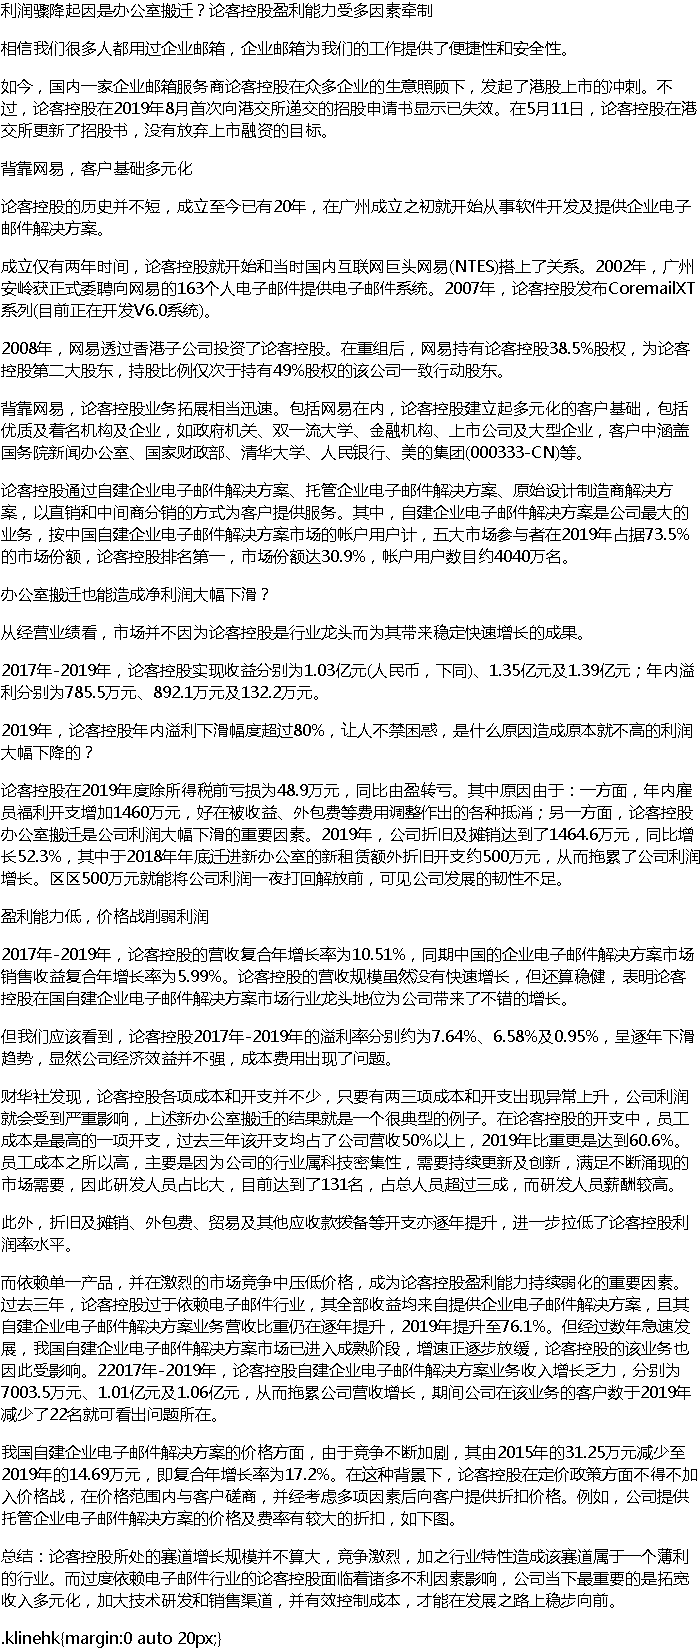 利润骤降起因是办公室搬迁？论客控股盈利能力受多因素牵制
相信我们很多人都用过企业邮箱，企业邮箱为我们的工作提供了便捷性和安全性。
如今，国内一家企业邮箱服务商论客控股在众多企业的生意照顾下，发起了港股上市的冲刺。不
过，论客控股在2019年8月首次向港交所递交的招股申请书显示已失效。在5月11日，论客控股在港
交所更新了招股书，没有放弃上市融资的目标。
背靠网易，客户基础多元化
论客控股的历史并不短，成立至今已有20年，在广州成立之初就开始从事软件开发及提供企业电子
邮件解决方案。
成立仅有两年时间，论客控股就开始和当时国内互联网巨头网易(NTES)搭上了关系。2002年，广州
安岭获正式委聘向网易的163个人电子邮件提供电子邮件系统。2007年，论客控股发布CoremailXT
系列(目前正在开发V6.0系统)。
2008年，网易透过香港子公司投资了论客控股。在重组后，网易持有论客控股38.5%股权，为论客
控股第二大股东，持股比例仅次于持有49%股权的该公司一致行动股东。
背靠网易，论客控股业务拓展相当迅速。包括网易在内，论客控股建立起多元化的客户基础，包括
优质及着名机构及企业，如政府机关、双一流大学、金融机构、上市公司及大型企业，客户中涵盖
国务院新闻办公室、国家财政部、清华大学、人民银行、美的集团(000333-CN)等。
论客控股通过自建企业电子邮件解决方案、托管企业电子邮件解决方案、原始设计制造商解决方
案，以直销和中间商分销的方式为客户提供服务。其中，自建企业电子邮件解决方案是公司最大的
业务，按中国自建企业电子邮件解决方案市场的帐户用户计，五大市场参与者在2019年占据73.5%
的市场份额，论客控股排名第一，市场份额达30.9%，帐户用户数目约4040万名。
办公室搬迁也能造成净利润大幅下滑？
从经营业绩看，市场并不因为论客控股是行业龙头而为其带来稳定快速增长的成果。
2017年-2019年，论客控股实现收益分别为1.03亿元(人民币，下同)、1.35亿元及1.39亿元；年内溢
利分别为785.5万元、892.1万元及132.2万元。
2019年，论客控股年内溢利下滑幅度超过80%，让人不禁困惑，是什么原因造成原本就不高的利润
大幅下降的？
论客控股在2019年度除所得税前亏损为48.9万元，同比由盈转亏。其中原因由于：一方面，年内雇
员福利开支增加1460万元，好在被收益、外包费等费用调整作出的各种抵消；另一方面，论客控股
办公室搬迁是公司利润大幅下滑的重要因素。2019年，公司折旧及摊销达到了1464.6万元，同比增
长52.3%，其中于2018年年底迁进新办公室的新租赁额外折旧开支约500万元，从而拖累了公司利润
增长。区区500万元就能将公司利润一夜打回解放前，可见公司发展的韧性不足。
盈利能力低，价格战削弱利润
2017年-2019年，论客控股的营收复合年增长率为10.51%，同期中国的企业电子邮件解决方案市场
销售收益复合年增长率为5.99%。论客控股的营收规模虽然没有快速增长，但还算稳健，表明论客
控股在国自建企业电子邮件解决方案市场行业龙头地位为公司带来了不错的增长。
但我们应该看到，论客控股2017年-2019年的溢利率分别约为7.64%、6.58%及0.95%，呈逐年下滑
趋势，显然公司经济效益并不强，成本费用出现了问题。
财华社发现，论客控股各项成本和开支并不少，只要有两三项成本和开支出现异常上升，公司利润
就会受到严重影响，上述新办公室搬迁的结果就是一个很典型的例子。在论客控股的开支中，员工
成本是最高的一项开支，过去三年该开支均占了公司营收50%以上，2019年比重更是达到60.6%。
员工成本之所以高，主要是因为公司的行业属科技密集性，需要持续更新及创新，满足不断涌现的
市场需要，因此研发人员占比大，目前达到了131名，占总人员超过三成，而研发人员薪酬较高。
此外，折旧及摊销、外包费、贸易及其他应收款拨备等开支亦逐年提升，进一步拉低了论客控股利
润率水平。
而依赖单一产品，并在激烈的市场竞争中压低价格，成为论客控股盈利能力持续弱化的重要因素。
过去三年，论客控股过于依赖电子邮件行业，其全部收益均来自提供企业电子邮件解决方案，且其
自建企业电子邮件解决方案业务营收比重仍在逐年提升，2019年提升至76.1%。但经过数年急速发
展，我国自建企业电子邮件解决方案市场已进入成熟阶段，增速正逐步放缓，论客控股的该业务也
因此受影响。22017年-2019年，论客控股自建企业电子邮件解决方案业务收入增长乏力，分别为
7003.5万元、1.01亿元及1.06亿元，从而拖累公司营收增长，期间公司在该业务的客户数于2019年
减少了22名就可看出问题所在。
我国自建企业电子邮件解决方案的价格方面，由于竞争不断加剧，其由2015年的31.25万元减少至
2019年的14.69万元，即复合年增长率为17.2%。在这种背景下，论客控股在定价政策方面不得不加
入价格战，在价格范围内与客户磋商，并经考虑多项因素后向客户提供折扣价格。例如，公司提供
托管企业电子邮件解决方案的价格及费率有较大的折扣，如下图。
总结：论客控股所处的赛道增长规模并不算大，竞争激烈，加之行业特性造成该赛道属于一个薄利
的行业。而过度依赖电子邮件行业的论客控股面临着诸多不利因素影响，公司当下最重要的是拓宽
收入多元化，加大技术研发和销售渠道，并有效控制成本，才能在发展之路上稳步向前。
.klinehk{margin:0 auto 20px;}